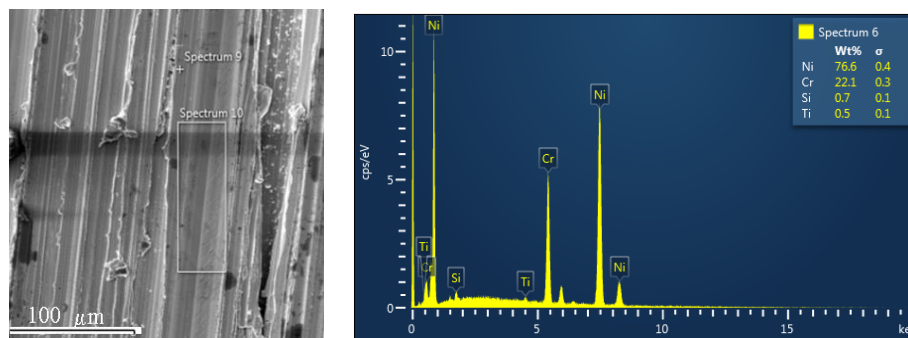 Spectrum 9
Spectrum 10
100 μm
Ni
Ni
Cr
Ni
Ti
Cr
Si
Ti
cps/eV
10
5
0
0
5
10
15
ke
Spectrum 6
Wt% σ
Ni 76.6 0.4
Cr 22.1 0.3
Si 0.7 0.1
Ti 0.5 0.1